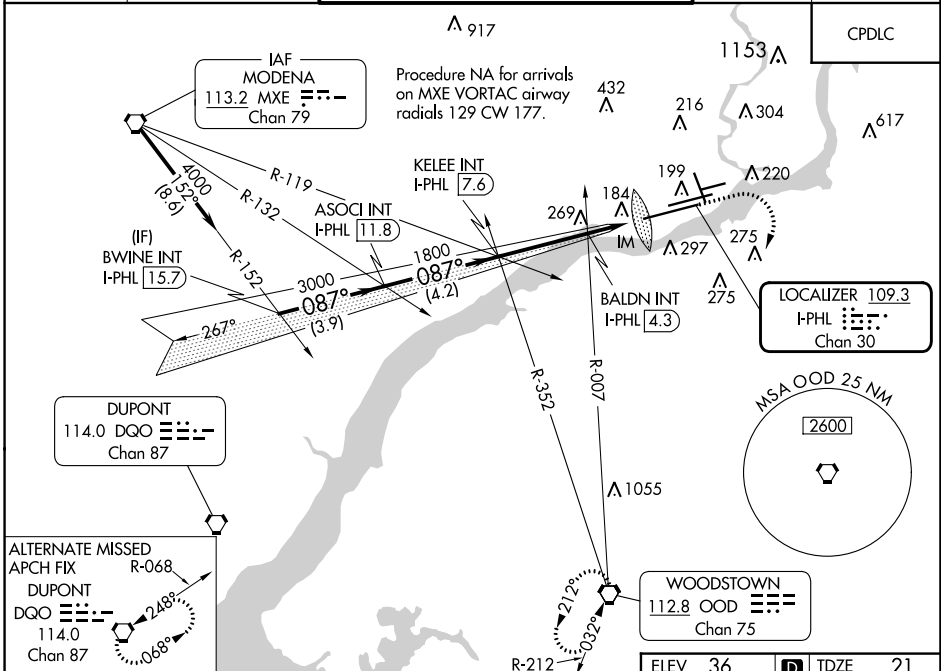 917
CPDLC
1153
IAF
MODENA
113.2 MXE
Chan 79
Procedure NA for arrivals
on MXE VORTAC airway
radials 129 CW 177.
432
216
304
617
4000
152°
(8.6)
R-119
R-132
R-152
KELEE INT
I-PHL 7.6
ASOCI INT
I-PHL 11.8
199
220
184
269
IM
297
275
275
(IF)
BWINE INT
I-PHL 15.7
3000
087°
(3.9)
1800
087°
(4.2)
267°
BALDN INT
I-PHL 4.3
LOCALIZER 109.3
I-PHL
Chan 30
R-352
R-007
MSA OOD 25 NM
2600
DUPONT
114.0 DQO
Chan 87
1055
ALTERNATE MISSED
APCH FIX
DUPONT
DQO
114.0
Chan 87
R-068
248°
068°
212°
032°
R-212
WOODSTOWN
112.8 OOD
Chan 75
ELEV 36
D
TDZE 21